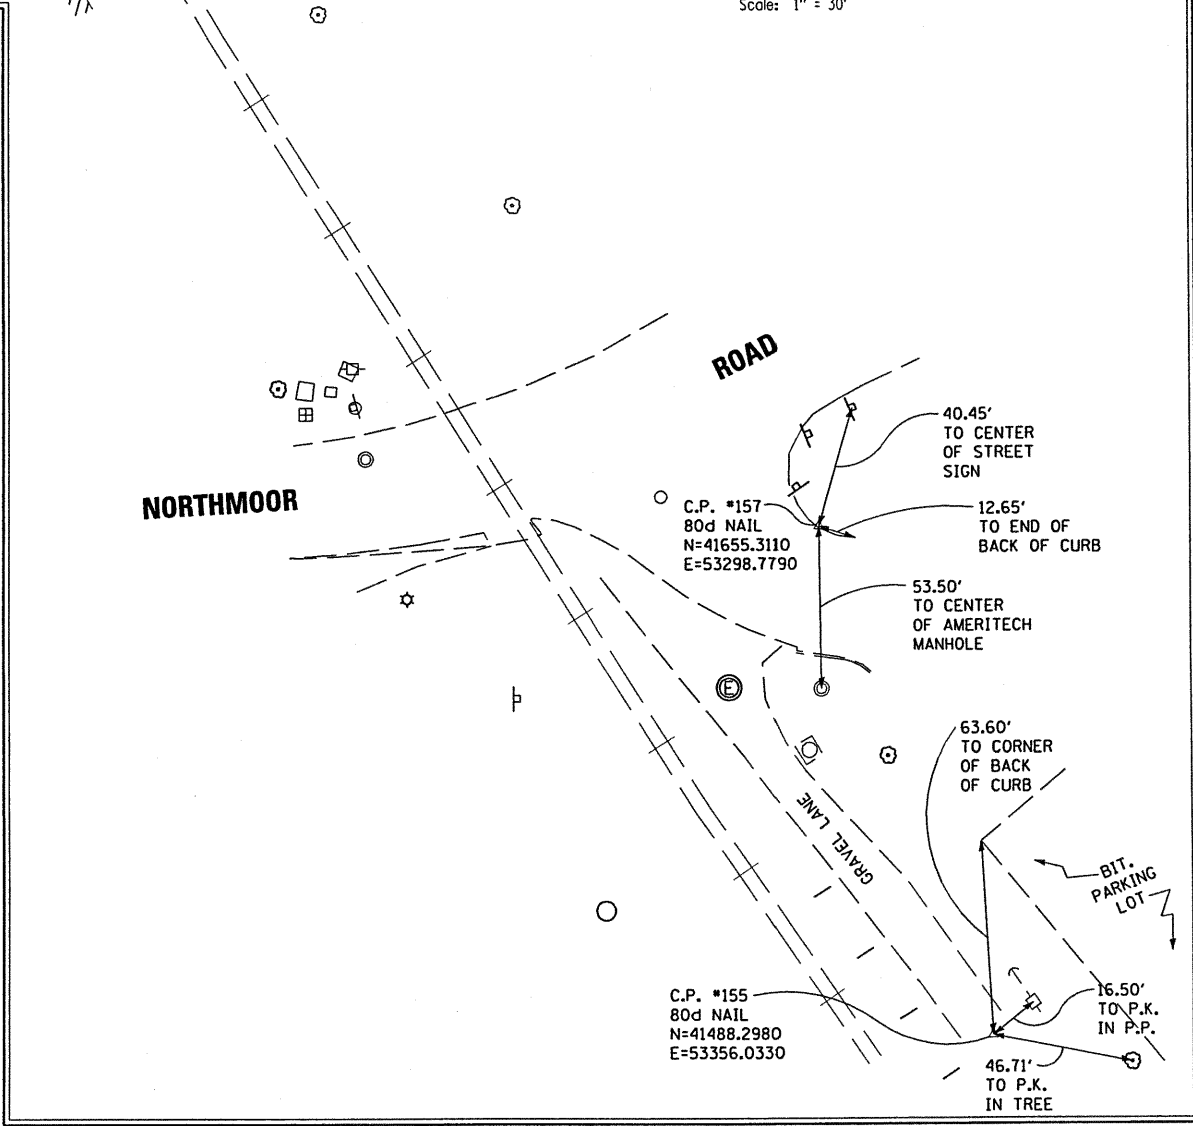 Scale: 1" = 30'
ROAD
NORTHMOOR
40.45'
TO CENTER
OF STREET
SIGN
C.P. #157
80d NAIL
N=41655.3110
E=53298.7790
12.65'
TO END OF
BACK OF CURB
53.50'
TO CENTER
OF AMERITECH
MANHOLE
E
63.60'
TO CORNER
OF BACK
OF CURB
GRAVEL LANE
BIT.
PARKING
LOT
C.P. #155
80d NAIL
N=41488.2980
E=53356.0330
16.50'
TO P.K.
IN P.P.
46.71'
TO P.K.
IN TREE